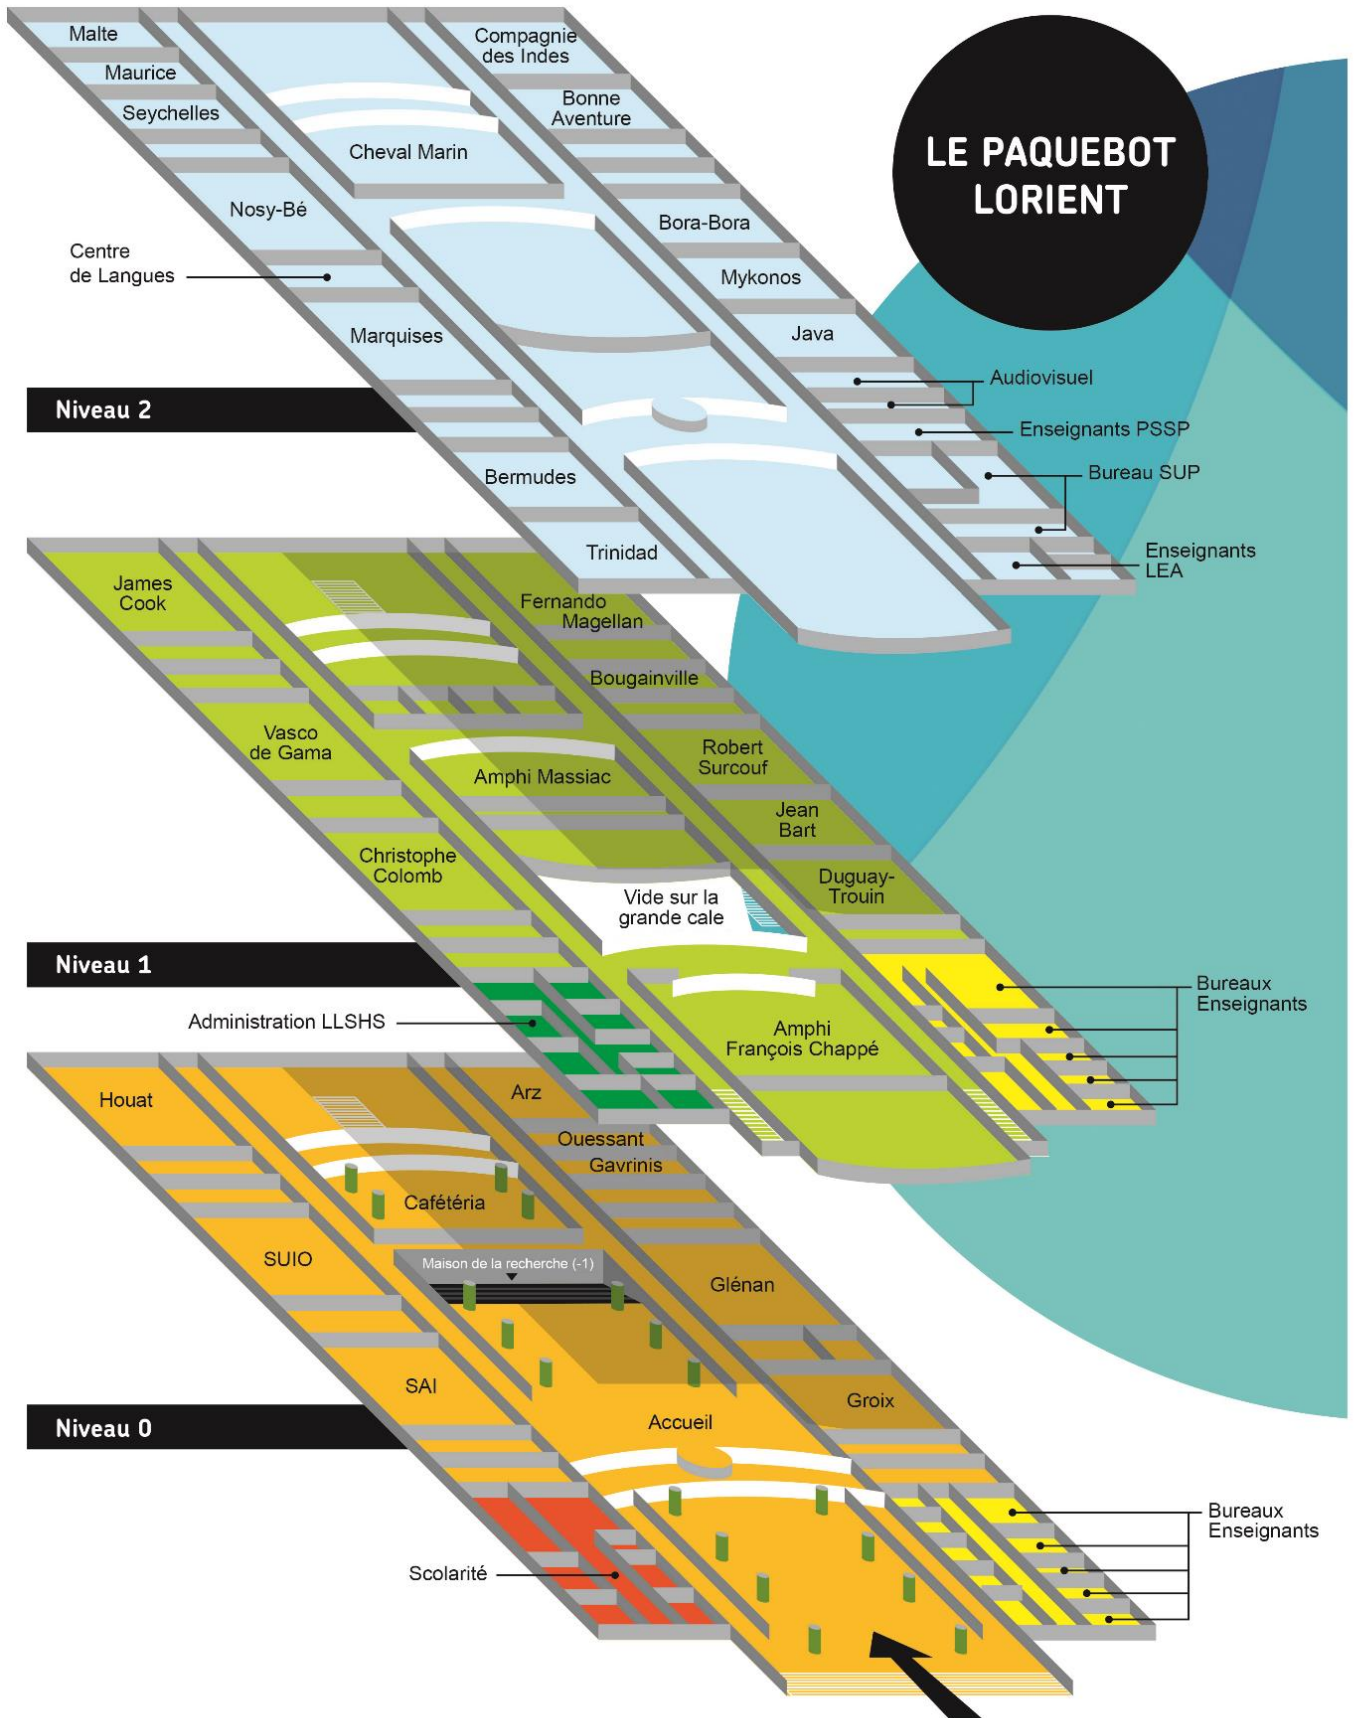 LE PAQUEBOT
LORIENT
Malte
Maurice
Seychelles
Nosy-Bé
Centre
de Langues
Marquises
Bermudes
Trinidad
Cheval Marin
Compagnie
des Indes
Bonne
Aventure
Bora-Bora
Mykonos
Java
Audiovisuel
Enseignants PSSP
Bureau SUP
Enseignants
LEA
Niveau 2
James
Cook
Vasco
de Gama
Christophe
Colomb
Administration LLSHS
Amphi Massiac
Vide sur la
grande cale
Amphi
François Chappé
Fernando
Magellan
Bougainville
Robert
Surcouf
Jean
Bart
Duguay-
Trouin
Bureaux
Enseignants
Niveau 1
Houat
SUIO
SAI
Scolarité
Cafétéria
Maison de la recherche (-1)
Accueil
Arz
Ouessant
Gavrinis
Glénan
Groix
Bureaux
Enseignants
Niveau 0